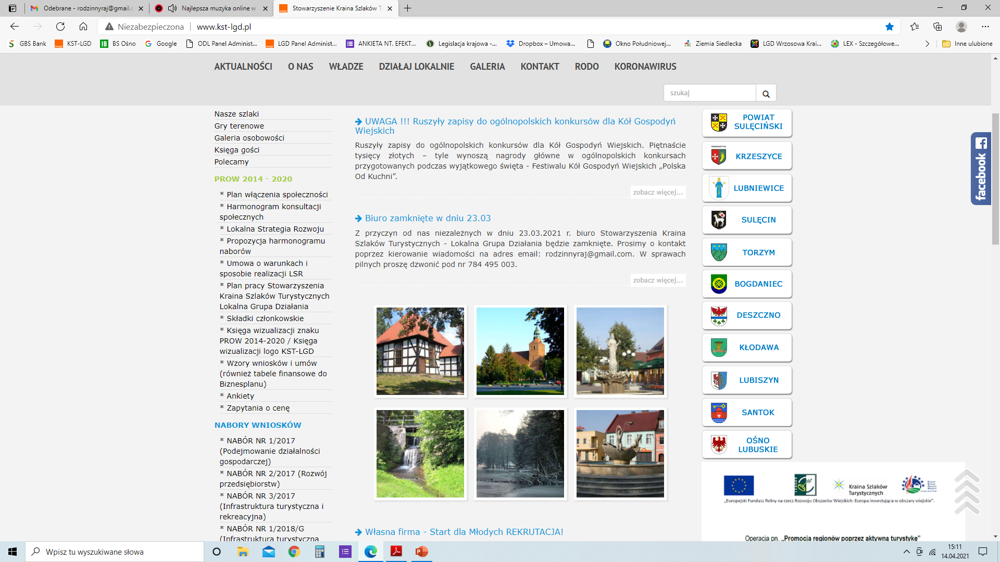 Odebrane - rodzinnyraj@gmail.c
Najlepsza muzyka online w
Stowarzyszenie Kraina Szlaków T
Niezabezpieczona
www.kst-lgd.pl
GBS Bank
KST-LGD
BS Ośno
Google
ODL Panel Administ...
LGD Panel Administ...
ANKIETA NT. EFEKT...
Legislacja krajowa -...
Dropbox – Umowa...
Okno Południowej...
Ziemia Siedlecka
LGD Wrzosowa Krai...
LEX - Szczegółowe...
Inne ulubione
AKTUALNOŚCI
O NAS
WŁADZE
DZIAŁAJ LOKALNIE
GALERIA
KONTAKT
RODO
KORONAWIRUS
szukaj
Nasze szlaki
Gry terenowe
Galeria osobowości
Księga gości
Polecamy
PROW 2014 - 2020
* Plan włączenia społeczności
* Harmonogram konsultacji
społecznych
* Lokalna Strategia Rozwoju
* Propozycja harmonogramu
naborów
* Umowa o warunkach i
sposobie realizacji LSR
* Plan pracy Stowarzyszenia
Kraina Szlaków Turystycznych
Lokalna Grupa Działania
* Składki członkowskie
* Księga wizualizacji znaku
PROW 2014-2020 / Księga
wizualizacji logo KST-LGD
* Wzory wniosków i umów
(również tabele finansowe do
Biznesplanu)
* Ankiety
* Zapytania o cenę
NABORY WNIOSKÓW
* NABÓR NR 1/2017
(Podejmowanie działalności
gospodarczej)
* NABÓR NR 2/2017 (Rozwój
przedsiębiorstw)
* NABÓR NR 3/2017
(Infrastruktura turystyczna i
rekreacyjna)
* NABÓR NR 1/2018/G
(Infrastruktura turystyczna
UWAGA !!! Ruszyły zapisy do ogólnopolskich konkursów dla Kół Gospodyń
Wiejskich
Ruszyły zapisy do ogólnopolskich konkursów dla Kół Gospodyń Wiejskich. Piętnaście
tysięcy złotych – tyle wynoszą nagrody główne w ogólnopolskich konkursach
przygotowanych podczas wyjątkowego święta - Festiwalu Kół Gospodyń Wiejskich „Polska
Od Kuchni”.
zobacz więcej...
Biuro zamknięte w dniu 23.03
Z przyczyn od nas niezależnych w dniu 23.03.2021 r. biuro Stowarzyszenia Kraina
Szlaków Turystycznych - Lokalna Grupa Działania będzie zamknięte. Prosimy o kontakt
poprzez kierowanie wiadomości na adres email: rodzinnyraj@gmail.com. W sprawach
pilnych proszę dzwonić pod nr 784 495 003.
zobacz więcej...
Własna firma - Start dla Młodych REKRUTACJA!
POWIAT
SULĘCIŃSKI
KRZESZYCE
LUBNIEWICE
SULĘCIN
TORZYM
BOGDANIEC
DESZCZNO
KŁODAWA
LUBISZYN
SANTOK
OŚNO
LUBUSKIE
facebook
LEADER
Kraina Szlaków
Turystycznych
„Europejski Fundusz Rolny na rzecz Rozwoju Obszarów Wiejskich: Europa inwestująca w obszary wiejskie”.
Operacja pn. „Promocja regionów poprzez aktywną turystykę”
Wpisz tu wyszukiwane słowa
15:11
14.04.2021